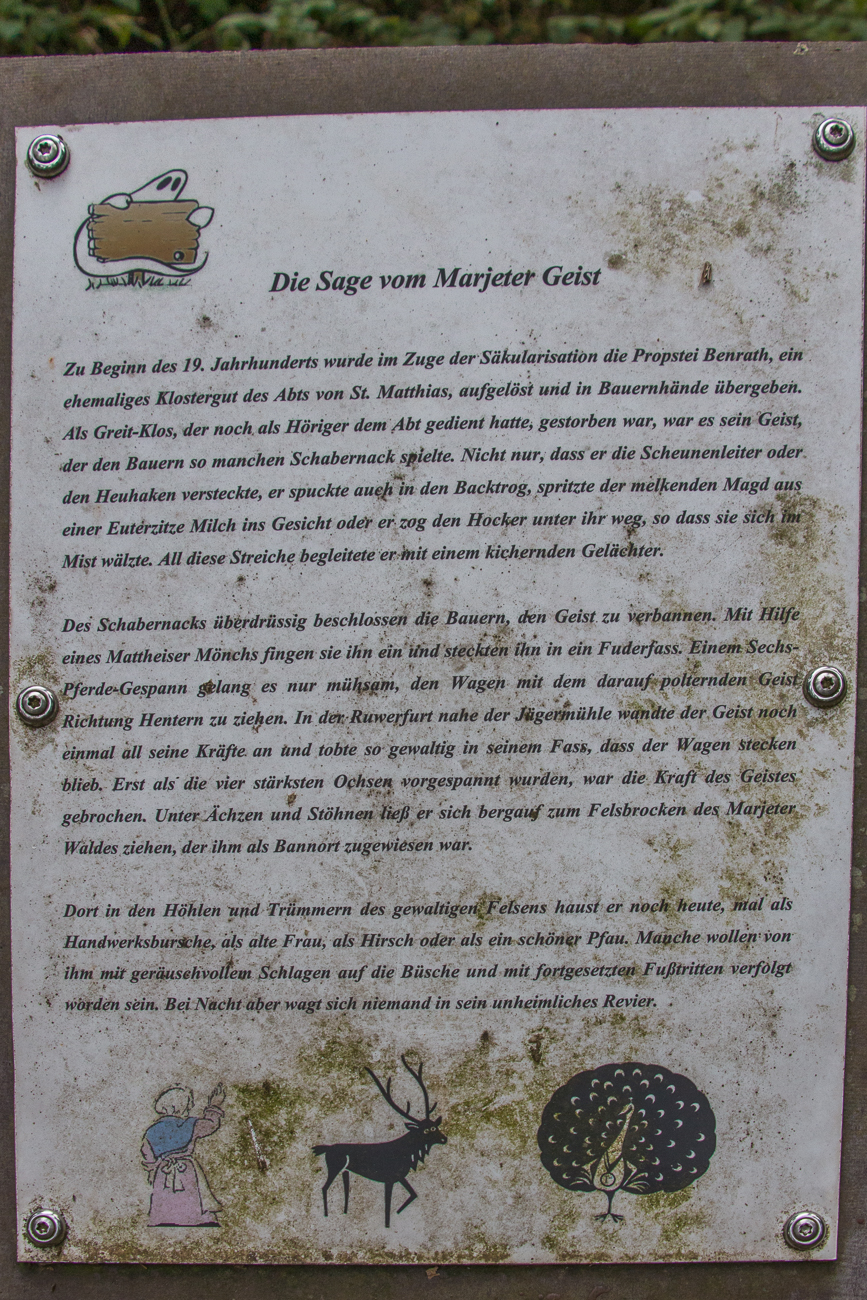 Die Sage vom Marjeter Geist
Zu Beginn des 19. Jahrhunderts wurde im Zuge der Säkularisation die Propstei Benrath, ein
ehemaliges Klostergut des Abts von St. Matthias, aufgelöst und in Bauernhände übergeben.
Als Greit-Klos, der noch als Höriger dem Abt gedient hatte, gestorben war, war es sein Geist,
der den Bauern so manchen Schabernack spielte. Nicht nur, dass er die Scheunenleiter oder
den Heuhaken versteckte, er spuckte auch in den Backtrog, spritzte der melkenden Magd aus
einer Euterzitze Milch ins Gesicht oder er zog den Hocker unter ihr weg, so dass sie sich im
Mist wälzte. All diese Streiche begleitete er mit einem kichernden Gelächter.
Des Schabernacks überdrüssig beschlossen die Bauern, den Geist zu verbannen. Mit Hilfe
eines Mattheiser Mönchs fingen sie ihn ein und steckten ihn in ein Fuderfass. Einem Sechs-
Pferde-Gespann gelang es nur mühsam, den Wagen mit dem darauf polternden Geist
Richtung Hentern zu ziehen. In der Ruwerfurt nahe der Jägermühle wandte der Geist noch
einmal all seine Kräfte an und tobte so gewaltig in seinem Fass, dass der Wagen stecken
blieb. Erst als die vier stärksten Ochsen vorgespannt wurden, war die Kraft des Geistes
gebrochen. Unter Ächzen und Stöhnen ließ er sich bergauf zum Felsbrocken des Marjeter
Waldes ziehen, der ihm als Bannort zugewiesen war.
Dort in den Höhlen und Trümmern des gewaltigen Felsens haust er noch heute, mal als
Handwerksbursche, als alte Frau, als Hirsch oder als ein schöner Pfau. Manche wollen von
ihm mit geräuschvollem Schlagen auf die Büsche und mit fortgesetzten Fußtritten verfolgt
worden sein. Bei Nacht aber wagt sich niemand in sein unheimliches Revier.